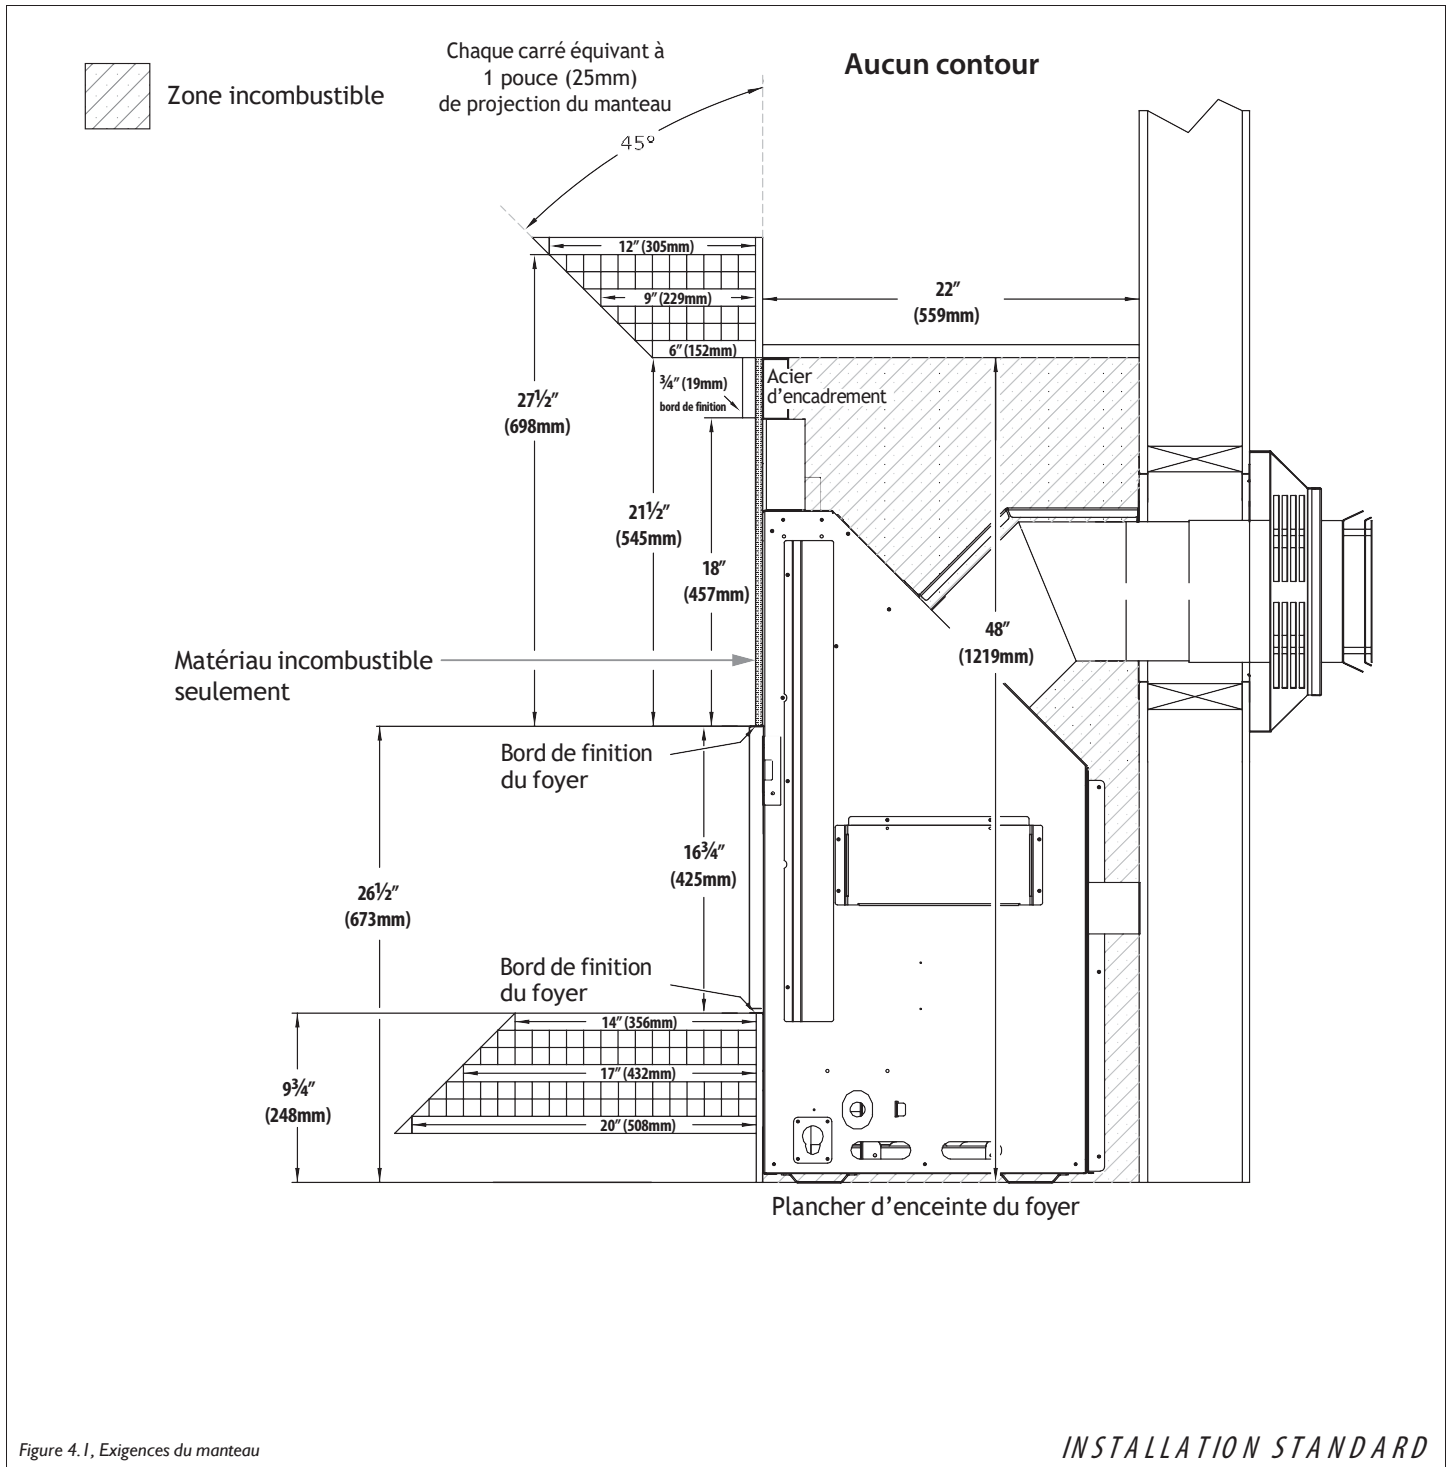 Chaque carré équivant à
1 pouce (25mm)
de projection du manteau
Aucun contour
Zone incombustible
45°
12" (305mm)
9" (229mm)
22"
(559mm)
6" (152mm)
¾" (19mm)
bord de finition
Acier
d'encadrement
27½"
(698mm)
21½"
(545mm)
18"
(457mm)
48"
(1219mm)
Matériau incombustible
seulement
Bord de finition
du foyer
16¾"
(425mm)
26½"
(673mm)
Bord de finition
du foyer
14" (356mm)
17" (432mm)
9¾"
(248mm)
20" (508mm)
Plancher d'enceinte du foyer
Figure 4.1, Exigences du manteau
INSTALLATION STANDARD